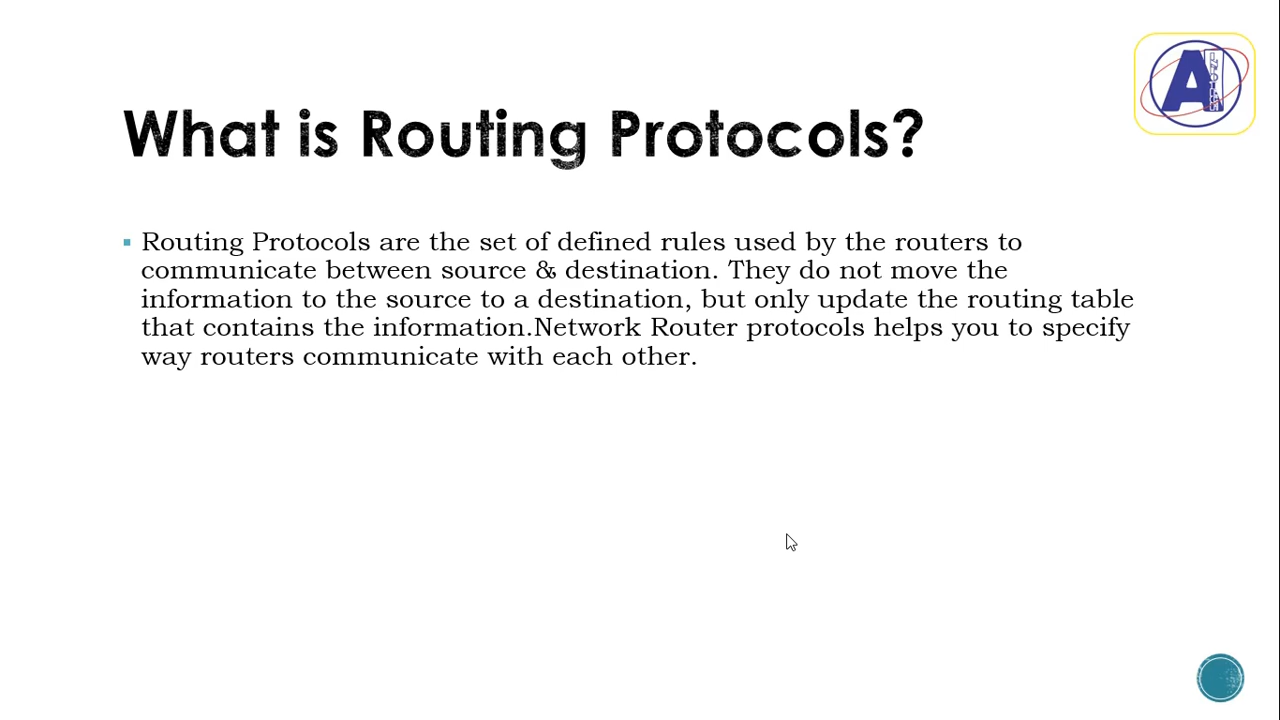 What is Routing Protocols?
Routing Protocols are the set of defined rules used by the routers to
communicate between source & destination. They do not move the
information to the source to a destination, but only update the routing table
that contains the information.Network Router protocols helps you to specify
way routers communicate with each other.